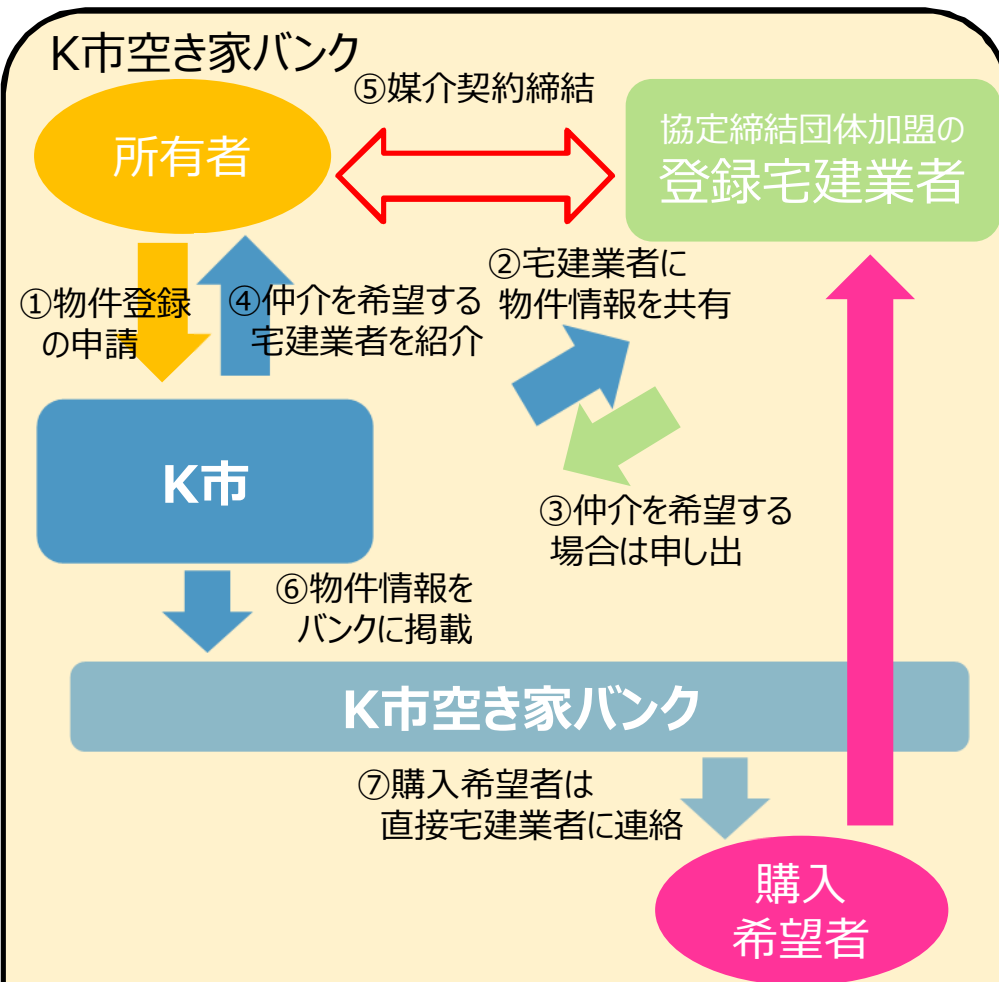 K市空き家バンク
⑤媒介契約締結
所有者
協定締結団体加盟の
登録宅建業者
①物件登録
の申請
④仲介を希望する
宅建業者を紹介
②宅建業者に
物件情報を共有
K市
③仲介を希望する
場合は申し出
⑥物件情報を
バンクに掲載
K市空き家バンク
⑦購入希望者は
直接宅建業者に連絡
購入
希望者